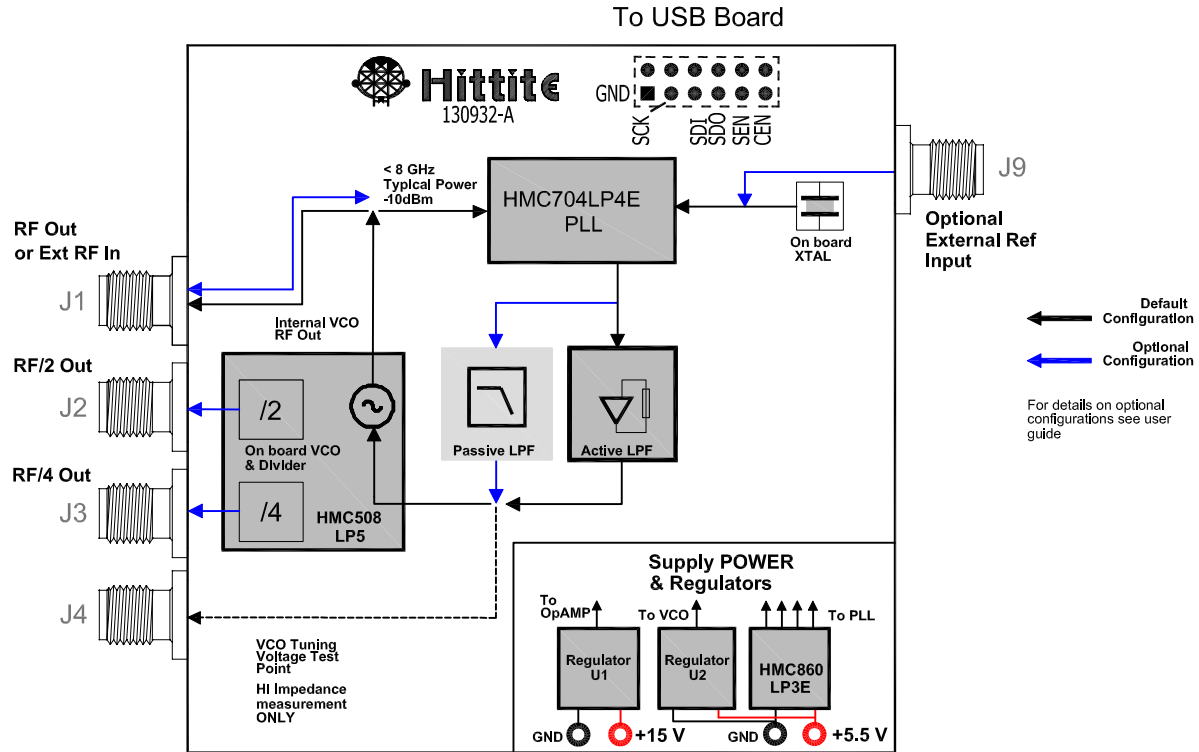 To USB Board
HittitE
130932-A
GND
SCK
SDI
SDO
SEN
CEN
< 8 GHz
Typical Power
-10dBm
HMC704LP4E
PLL
On board
XTAL
J9
Optional
External Ref
Input
RF Out
or Ext RF In
J1
Internal VCO
RF Out
Default
Configuration
Optional
Configuration
For details on optional
configurations see user
guide
RF/2 Out
J2
/2
On board VCO
& Divider
Passive LPF
Active LPF
RF/4 Out
J3
/4
HMC508
LP5
J4
VCO Tuning
Voltage Test
Point
HI Impedance
measurement
ONLY
Supply POWER
& Regulators
To
OpAMP
To VCO
To PLL
Regulator
U1
Regulator
U2
HMC860
LP3E
GND
+15 V
GND
+5.5 V